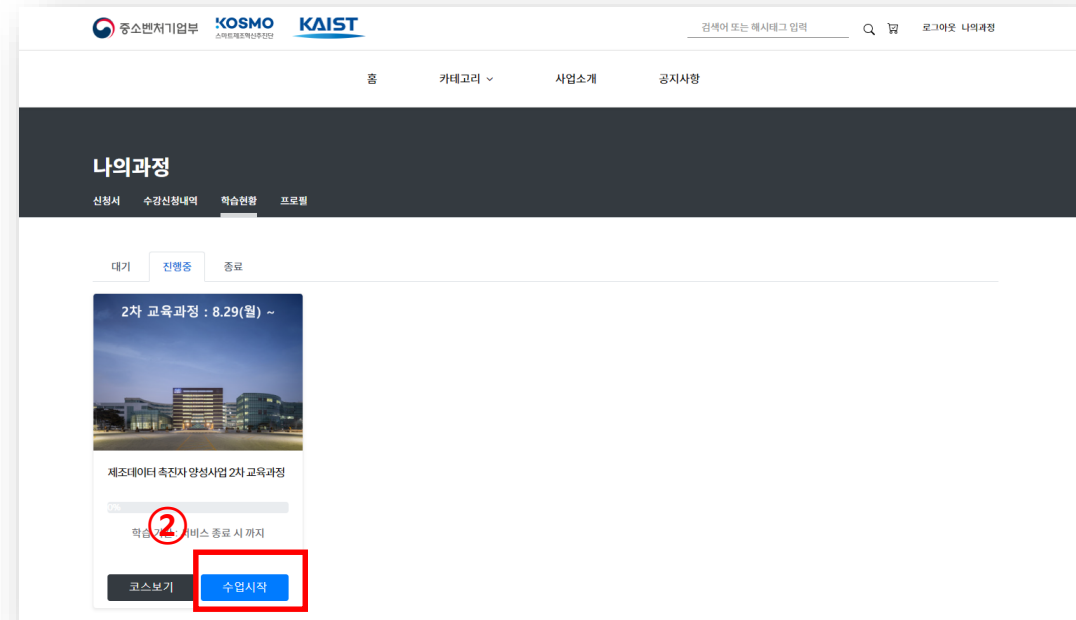 중소벤처기업부 KOSMO 스마트제조혁신추진단 KAIST 검색어 또는 해시태그 입력 로그아웃 나의과정
홈 카테고리 사업소개 공지사항
나의과정
신청서 수강신청내역 학습현황 프로필
대기 진행중 종료
2차 교육과정 : 8.29(월) ~
제조데이터 촉진자 양성사업 2차 교육과정
0%
②
학습 : 서비스 종료 시 까지
코스보기 수업시작